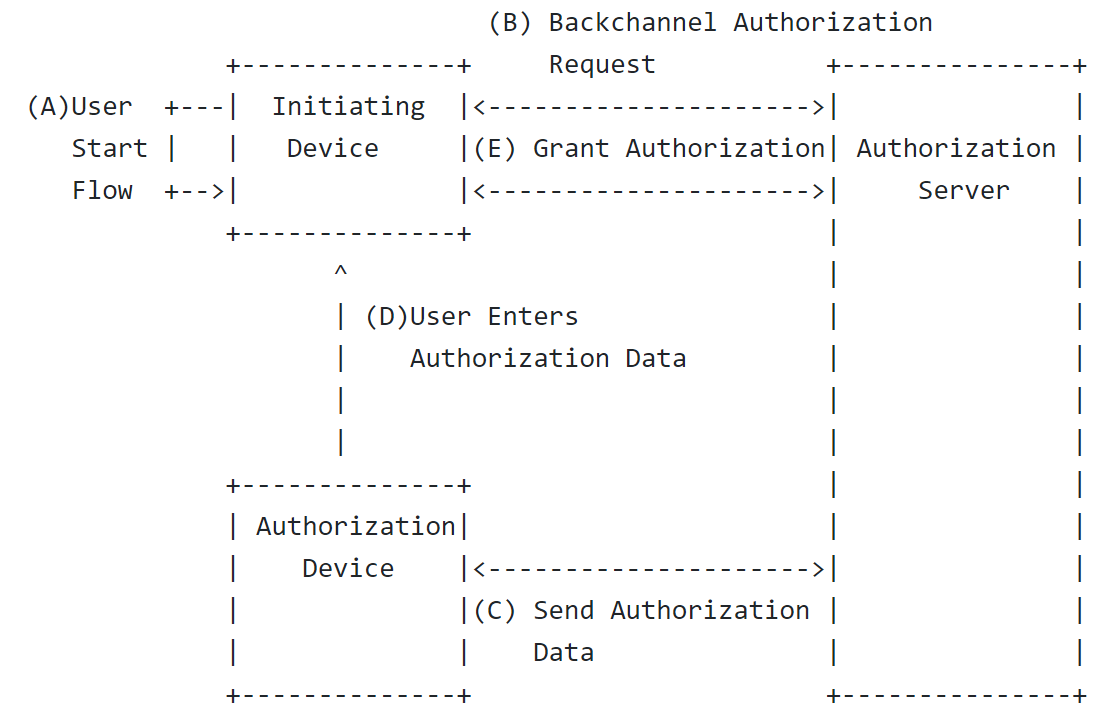 (B) Backchannel Authorization
+--------------+     Request           +---------------+
(A)User  +---|  Initiating  |<--------------------->|               |
Start |   |   Device     |(E) Grant Authorization| Authorization |
Flow  +-->|              |<--------------------->|    Server     |
+--------------+                       |               |
^                                |               |
| (D)User Enters                 |               |
|    Authorization Data          |               |
|                                |               |
|                                |               |
+--------------+                       |               |
| Authorization|                       |               |
|    Device    |<--------------------->|               |
|              |(C) Send Authorization |               |
|              |    Data               |               |
+--------------+                       +---------------+